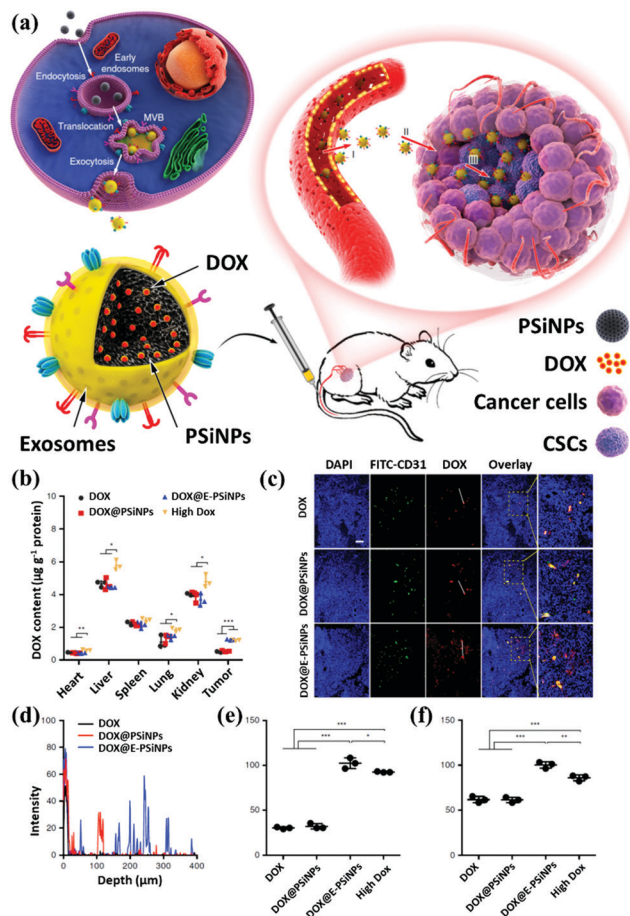 (a)
Early
endosomes
Endocytosis
Translocation
MVB
Exocytosis
I
II
III
DOX
PSiNPs
DOX
Cancer cells
CSCs
Exosomes
PSiNPs
(b)
DOX
DOX@E-PSiNPs
DOX@PSiNPs
High Dox
DOX content (µg g⁻¹ protein)
10
8
6
4
2
0
*
*
*
**
***
Heart
Liver
Spleen
Lung
Kidney
Tumor
(c)
DAPI
FITC-CD31
DOX
Overlay
DOX
DOX@PSiNPs
DOX@E-PSiNPs
(d)
DOX
DOX@PSiNPs
DOX@E-PSiNPs
Intensity
100
80
60
40
20
0
0
100
200
300
400
Depth (µm)
(e)
150
100
50
0
***
***
*
DOX
DOX@PSiNPs
DOX@E-PSiNPs
High Dox
(f)
150
100
50
0
***
***
**
DOX
DOX@PSiNPs
DOX@E-PSiNPs
High Dox